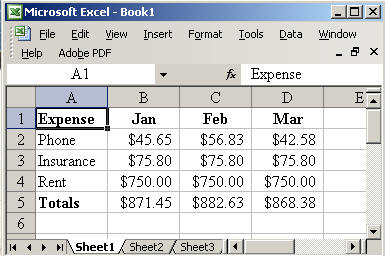 Microsoft Excel - Book1
File Edit View Insert Format Tools Data Window
Help Adobe PDF
A1 fx Expense
A B C D E
1 Expense Jan Feb Mar
2 Phone $45.65 $56.83 $42.58
3 Insurance $75.80 $75.80 $75.80
4 Rent $750.00 $750.00 $750.00
5 Totals $871.45 $882.63 $868.38
6
Sheet1 Sheet2 Sheet3